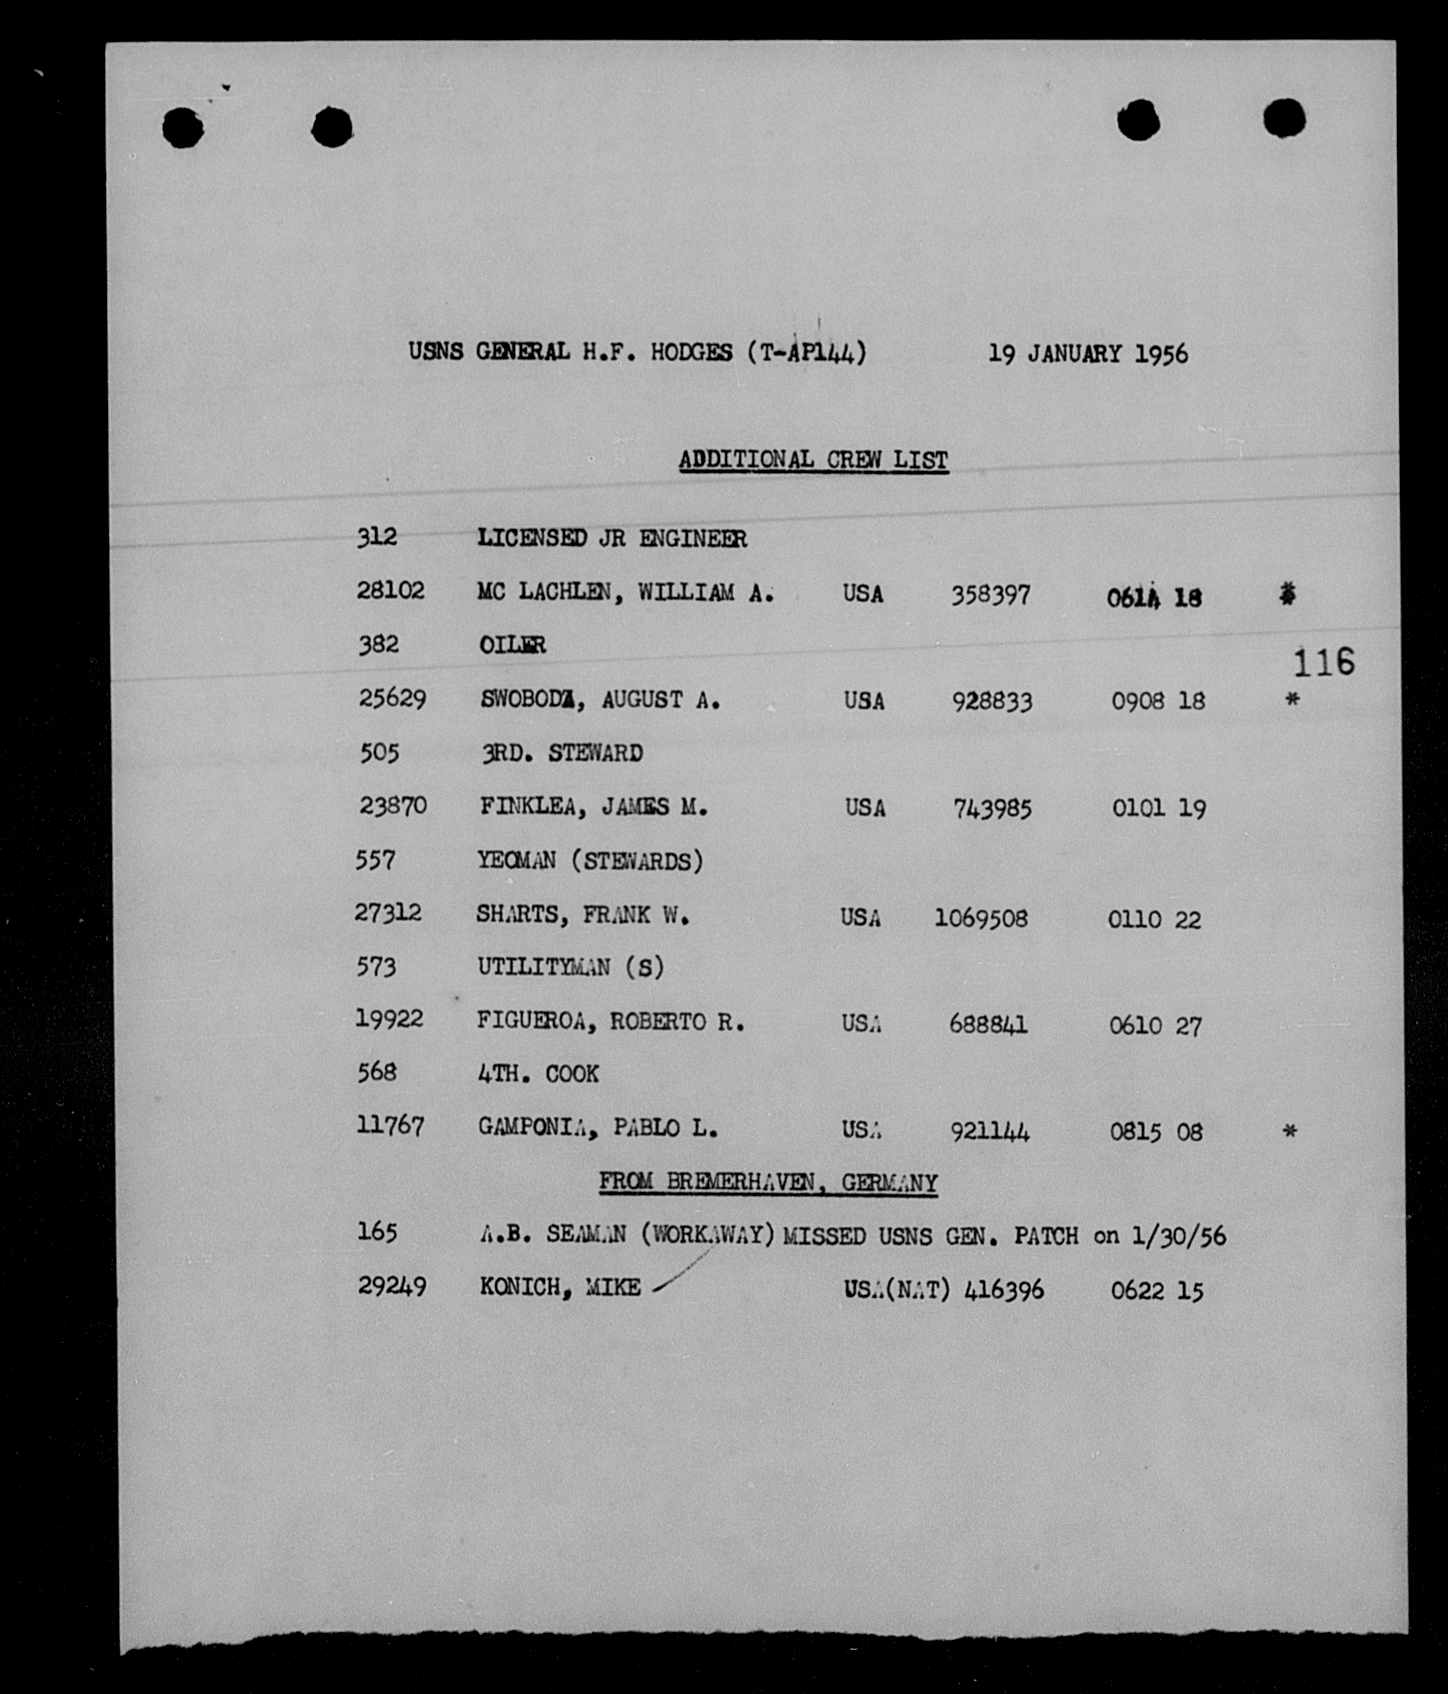 USNS GENERAL H.F. HODGES (T-AP144) 19 JANUARY 1956
ADDITIONAL CREW LIST
312 LICENSED JR ENGINEER
28102 MC LACHLEN, WILLIAM A. USA 358397 0614 18 *
382 OILER
116
25629 SWOBODA, AUGUST A. USA 928833 0908 18 *
505 3RD. STEWARD
23870 FINKLEA, JAMES M. USA 743985 0101 19
557 YEOMAN (STEWARDS)
27312 SHARTS, FRANK W. USA 1069508 0110 22
573 UTILITYMAN (S)
19922 FIGUEROA, ROBERTO R. USA 688841 0610 27
568 4TH. COOK
11767 GAMPONIA, PABLO L. USA 921144 0815 08 *
FROM BREMERHAVEN, GERMANY
165 A.B. SEAMAN (WORKAWAY) MISSED USNS GEN. PATCH on 1/30/56
29249 KONICH, MIKE USA(NAT) 416396 0622 15